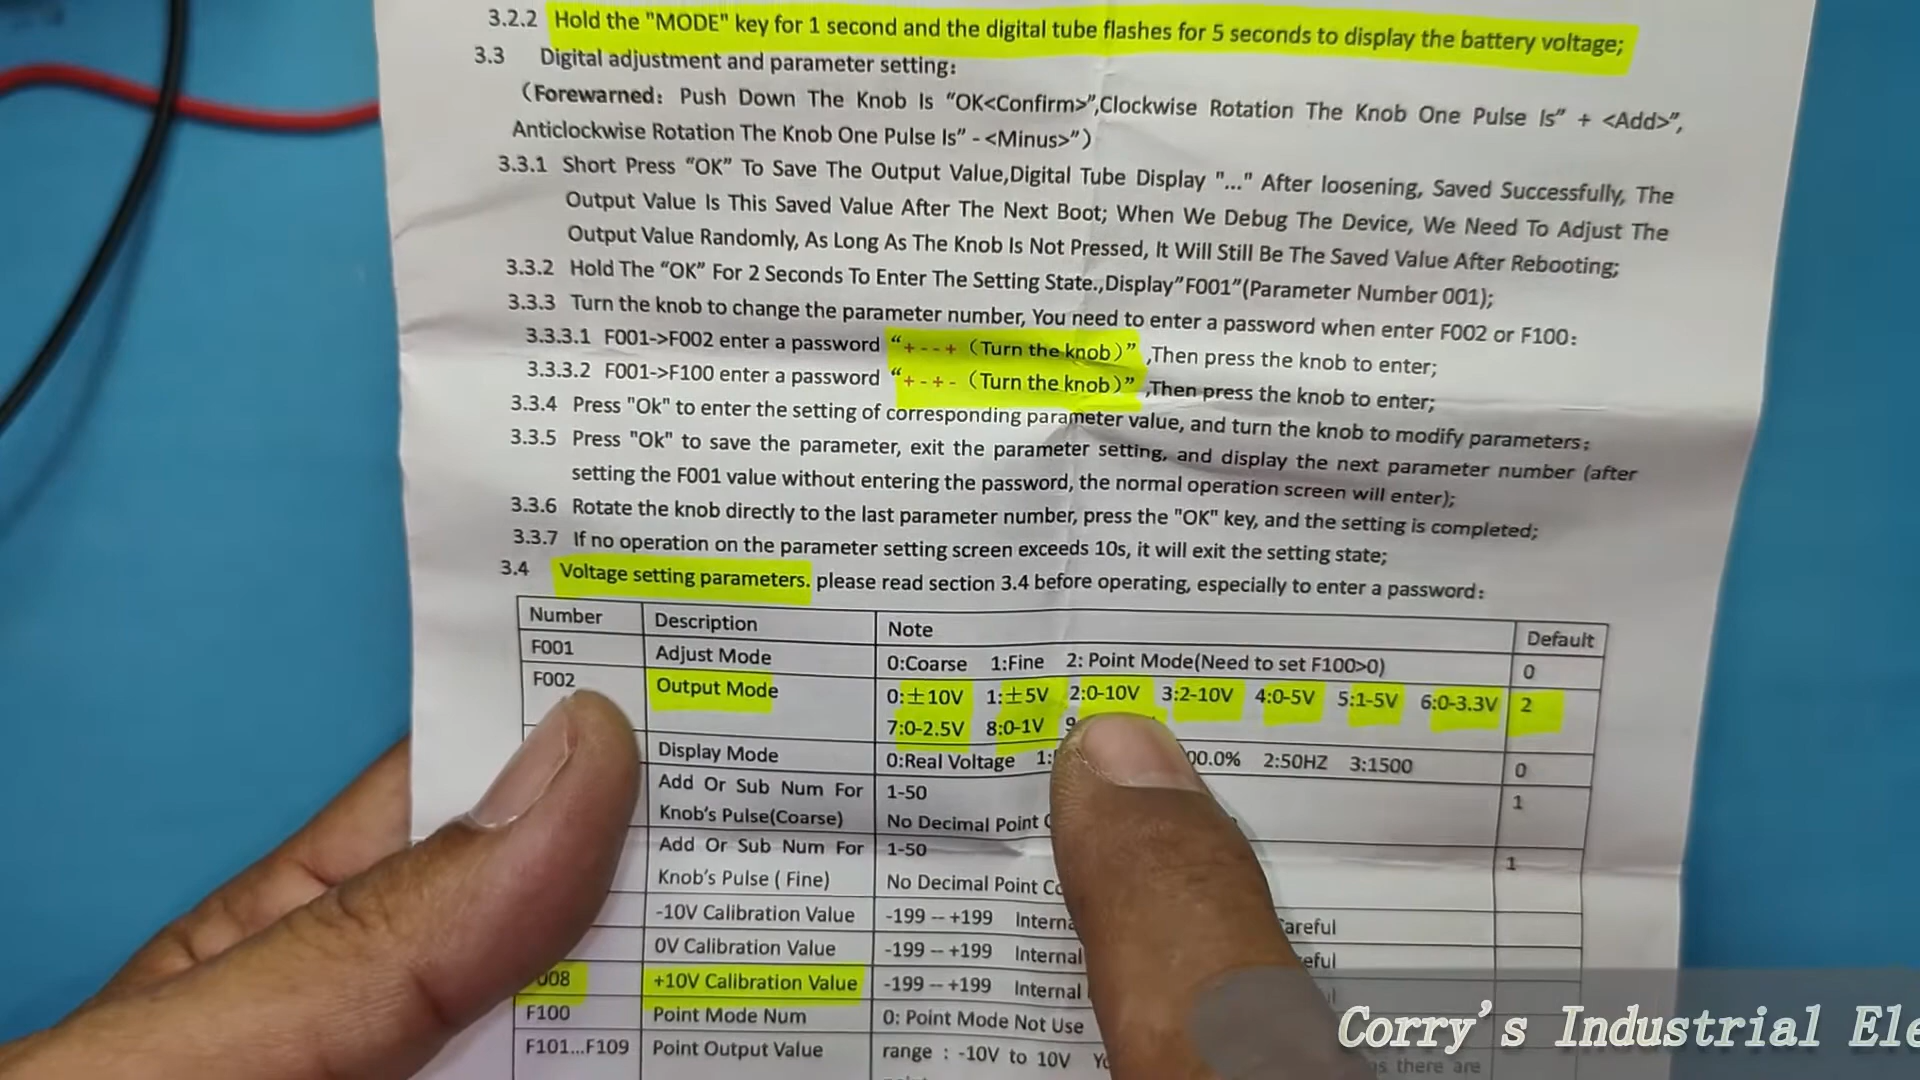 3.2.2 Hold the "MODE" key for 1 second and the digital tube flashes for 5 seconds to display the battery voltage;
3.3 Digital adjustment and parameter setting:
(Forewarned: Push Down The Knob Is "OK<Confirm>",Clockwise Rotation The Knob One Pulse Is" + <Add>",
Anticlockwise Rotation The Knob One Pulse Is" - <Minus>")
3.3.1 Short Press "OK" To Save The Output Value,Digital Tube Display "..." After loosening, Saved Successfully, The
Output Value Is This Saved Value After The Next Boot; When We Debug The Device, We Need To Adjust The
Output Value Randomly, As Long As The Knob Is Not Pressed, It Will Still Be The Saved Value After Rebooting;
3.3.2 Hold The "OK" For 2 Seconds To Enter The Setting State.,Display"F001"(Parameter Number 001);
3.3.3 Turn the knob to change the parameter number, You need to enter a password when enter F002 or F100:
3.3.3.1 F001->F002 enter a password "+ - - + (Turn the knob)" ,Then press the knob to enter;
3.3.3.2 F001->F100 enter a password "+ - + - (Turn the knob)" ,Then press the knob to enter;
3.3.4 Press "Ok" to enter the setting of corresponding parameter value, and turn the knob to modify parameters;
3.3.5 Press "Ok" to save the parameter, exit the parameter setting, and display the next parameter number (after
setting the F001 value without entering the password, the normal operation screen will enter);
3.3.6 Rotate the knob directly to the last parameter number, press the "OK" key, and the setting is completed;
3.3.7 If no operation on the parameter setting screen exceeds 10s, it will exit the setting state;
3.4 Voltage setting parameters. please read section 3.4 before operating, especially to enter a password:
Number Description Note Default
F001 Adjust Mode 0:Coarse 1:Fine 2: Point Mode(Need to set F100>0) 0
F002 Output Mode 0:±10V 1:±5V 2:0-10V 3:2-10V 4:0-5V 5:1-5V 6:0-3.3V 2
7:0-2.5V 8:0-1V
Display Mode 0:Real Voltage 1: 00.0% 2:50HZ 3:1500 0
Add Or Sub Num For 1-50 1
Knob's Pulse(Coarse) No Decimal Point
Add Or Sub Num For 1-50 1
Knob's Pulse ( Fine) No Decimal Point
-10V Calibration Value -199 -- +199
0V Calibration Value -199 -- +199 Internal
008 +10V Calibration Value -199 -- +199 Internal
F100 Point Mode Num 0: Point Mode Not Use
F101...F109 Point Output Value range : -10V to 10V
there are
Corry's Industrial Ele